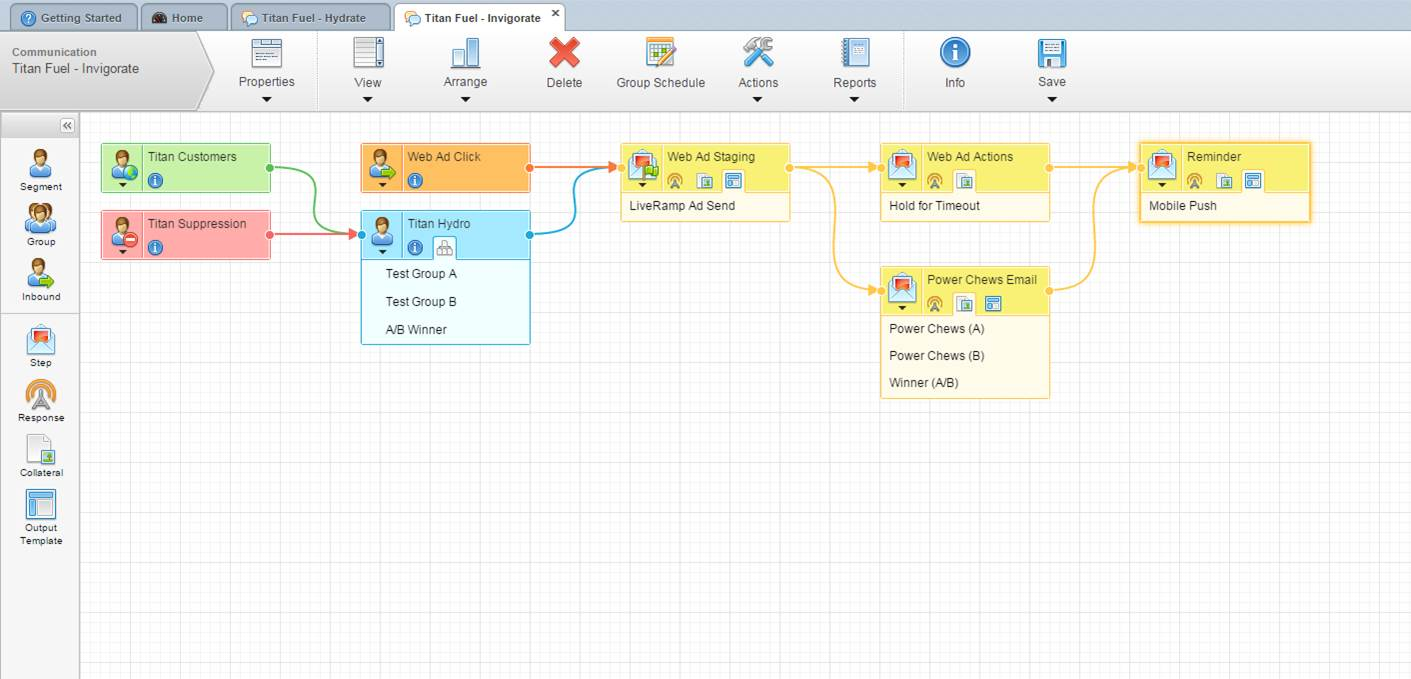 Getting Started
Home
Titan Fuel - Hydrate
Titan Fuel - Invigorate
Communication
Titan Fuel - Invigorate
Properties
View
Arrange
Delete
Group Schedule
Actions
Reports
Info
Save
Segment
Group
Inbound
Step
Response
Collateral
Output
Template
Titan Customers
Titan Suppression
Web Ad Click
Titan Hydro
Test Group A
Test Group B
A/B Winner
Web Ad Staging
LiveRamp Ad Send
Web Ad Actions
Hold for Timeout
Power Chews Email
Power Chews (A)
Power Chews (B)
Winner (A/B)
Reminder
Mobile Push